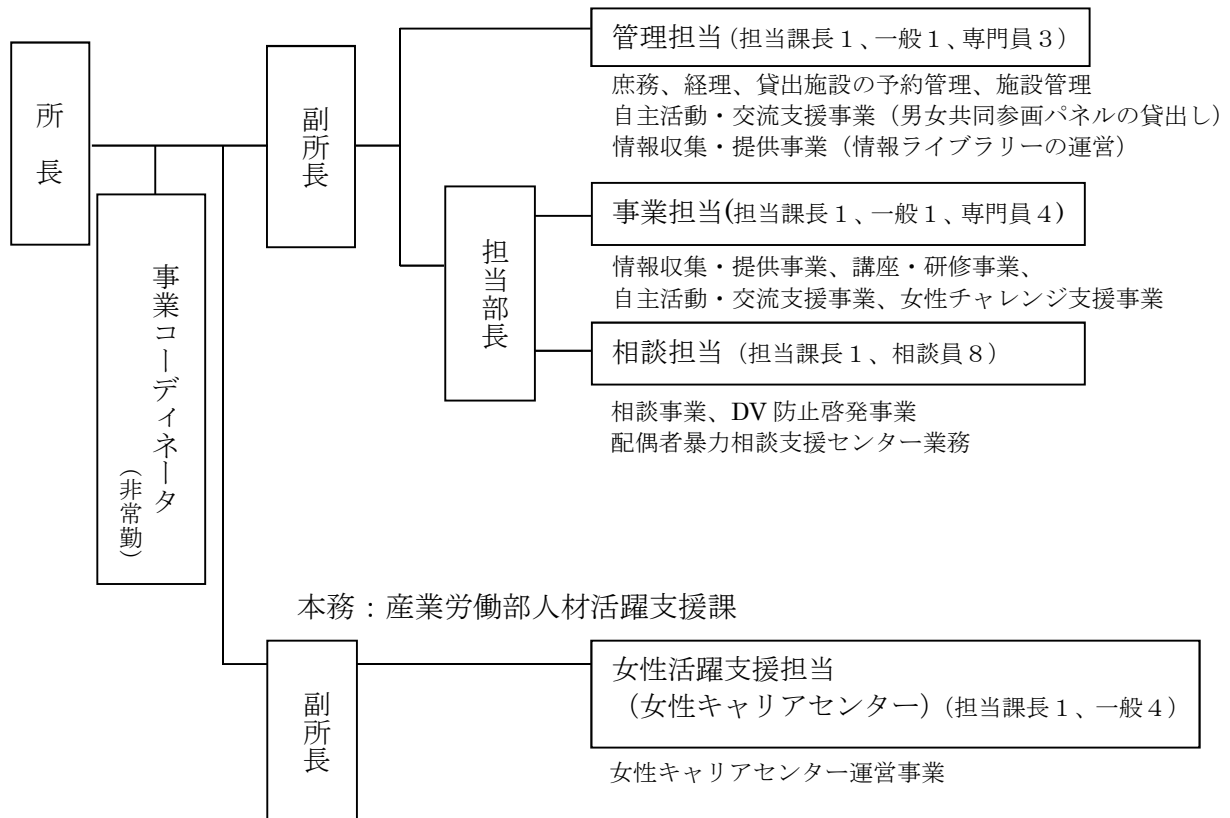 所長
事業コーディネータ
(非常勤)
副所長
管理担当(担当課長1、一般1、専門員3)
庶務、経理、貸出施設の予約管理、施設管理
自主活動・交流支援事業(男女共同参画パネルの貸出し)
情報収集・提供事業(情報ライブラリーの運営)
担当部長
事業担当(担当課長1、一般1、専門員4)
情報収集・提供事業、講座・研修事業、
自主活動・交流支援事業、女性チャレンジ支援事業
相談担当(担当課長1、相談員8)
相談事業、DV防止啓発事業
配偶者暴力相談支援センター業務
本務:産業労働部人材活躍支援課
副所長
女性活躍支援担当
(女性キャリアセンター)(担当課長1、一般4)
女性キャリアセンター運営事業